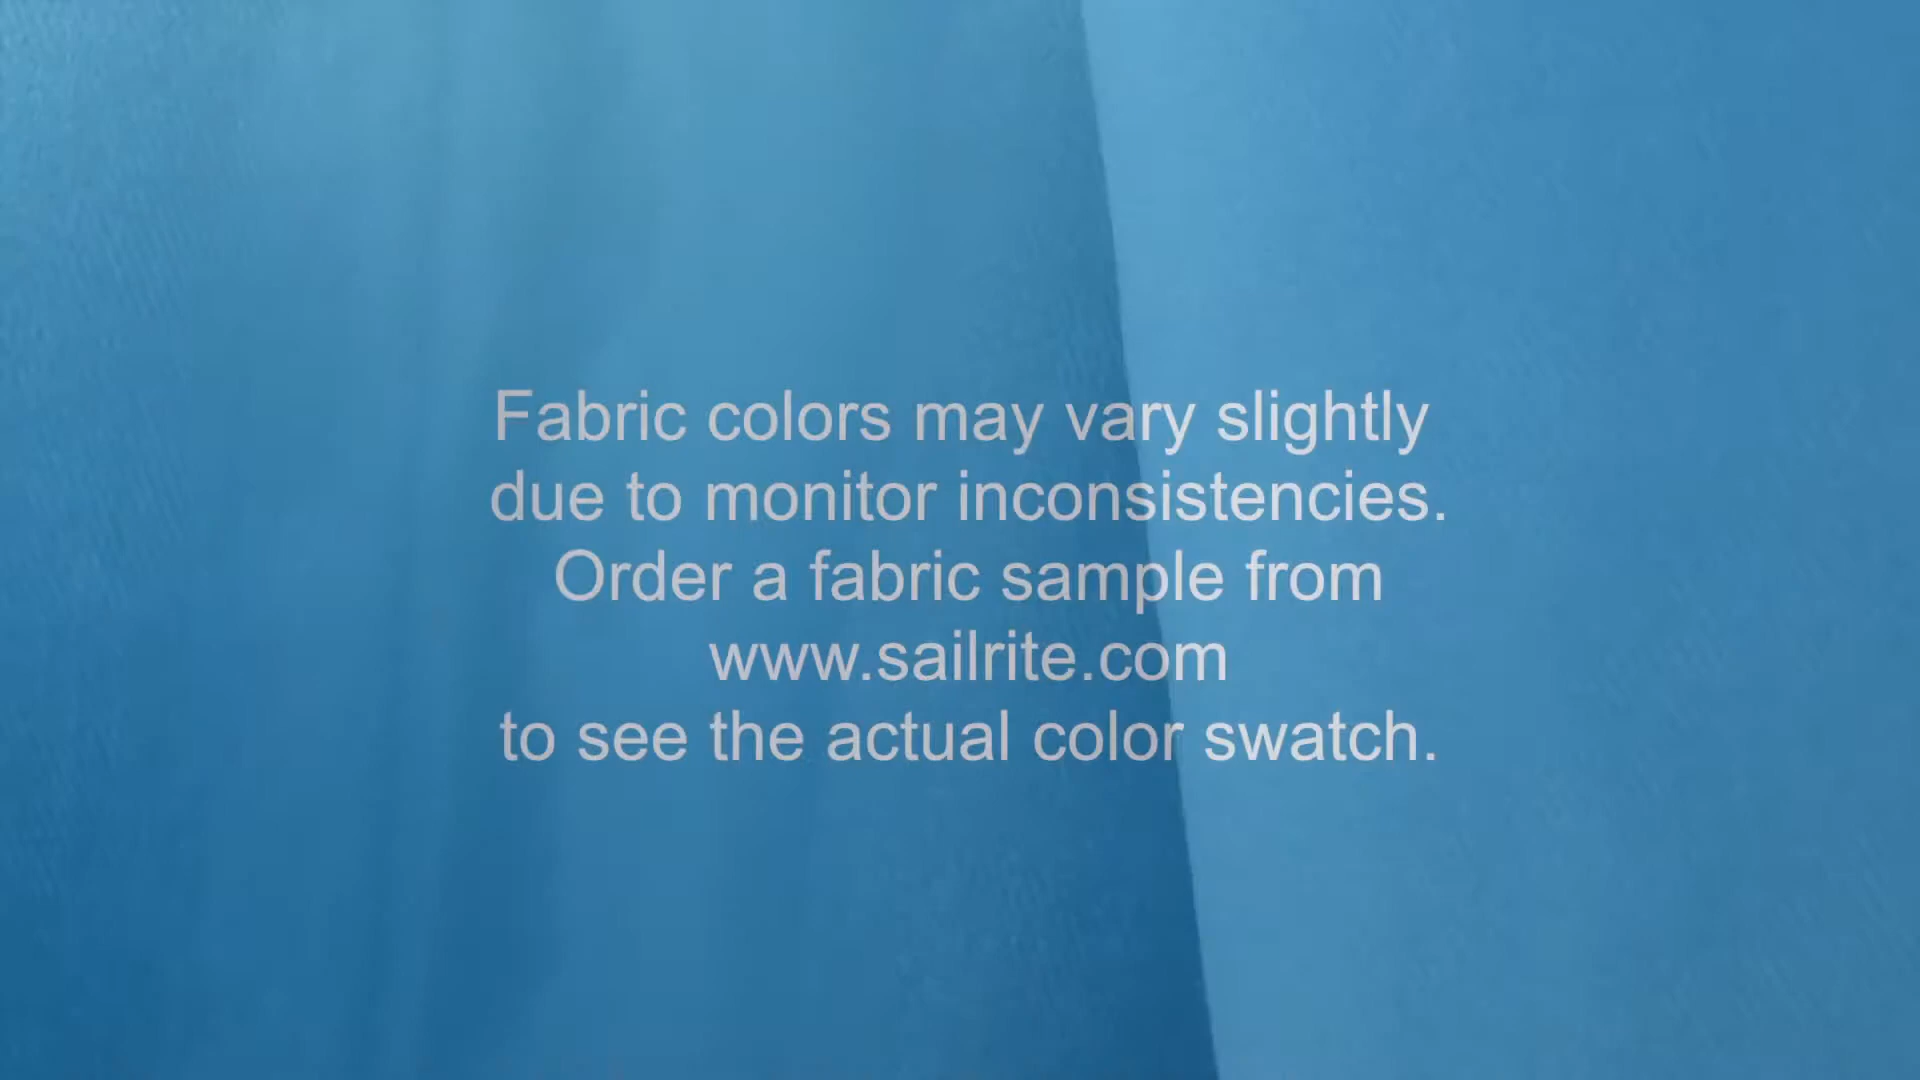 Fabric colors may vary slightly
due to monitor inconsistencies.
Order a fabric sample from
www.sailrite.com
to see the actual color swatch.